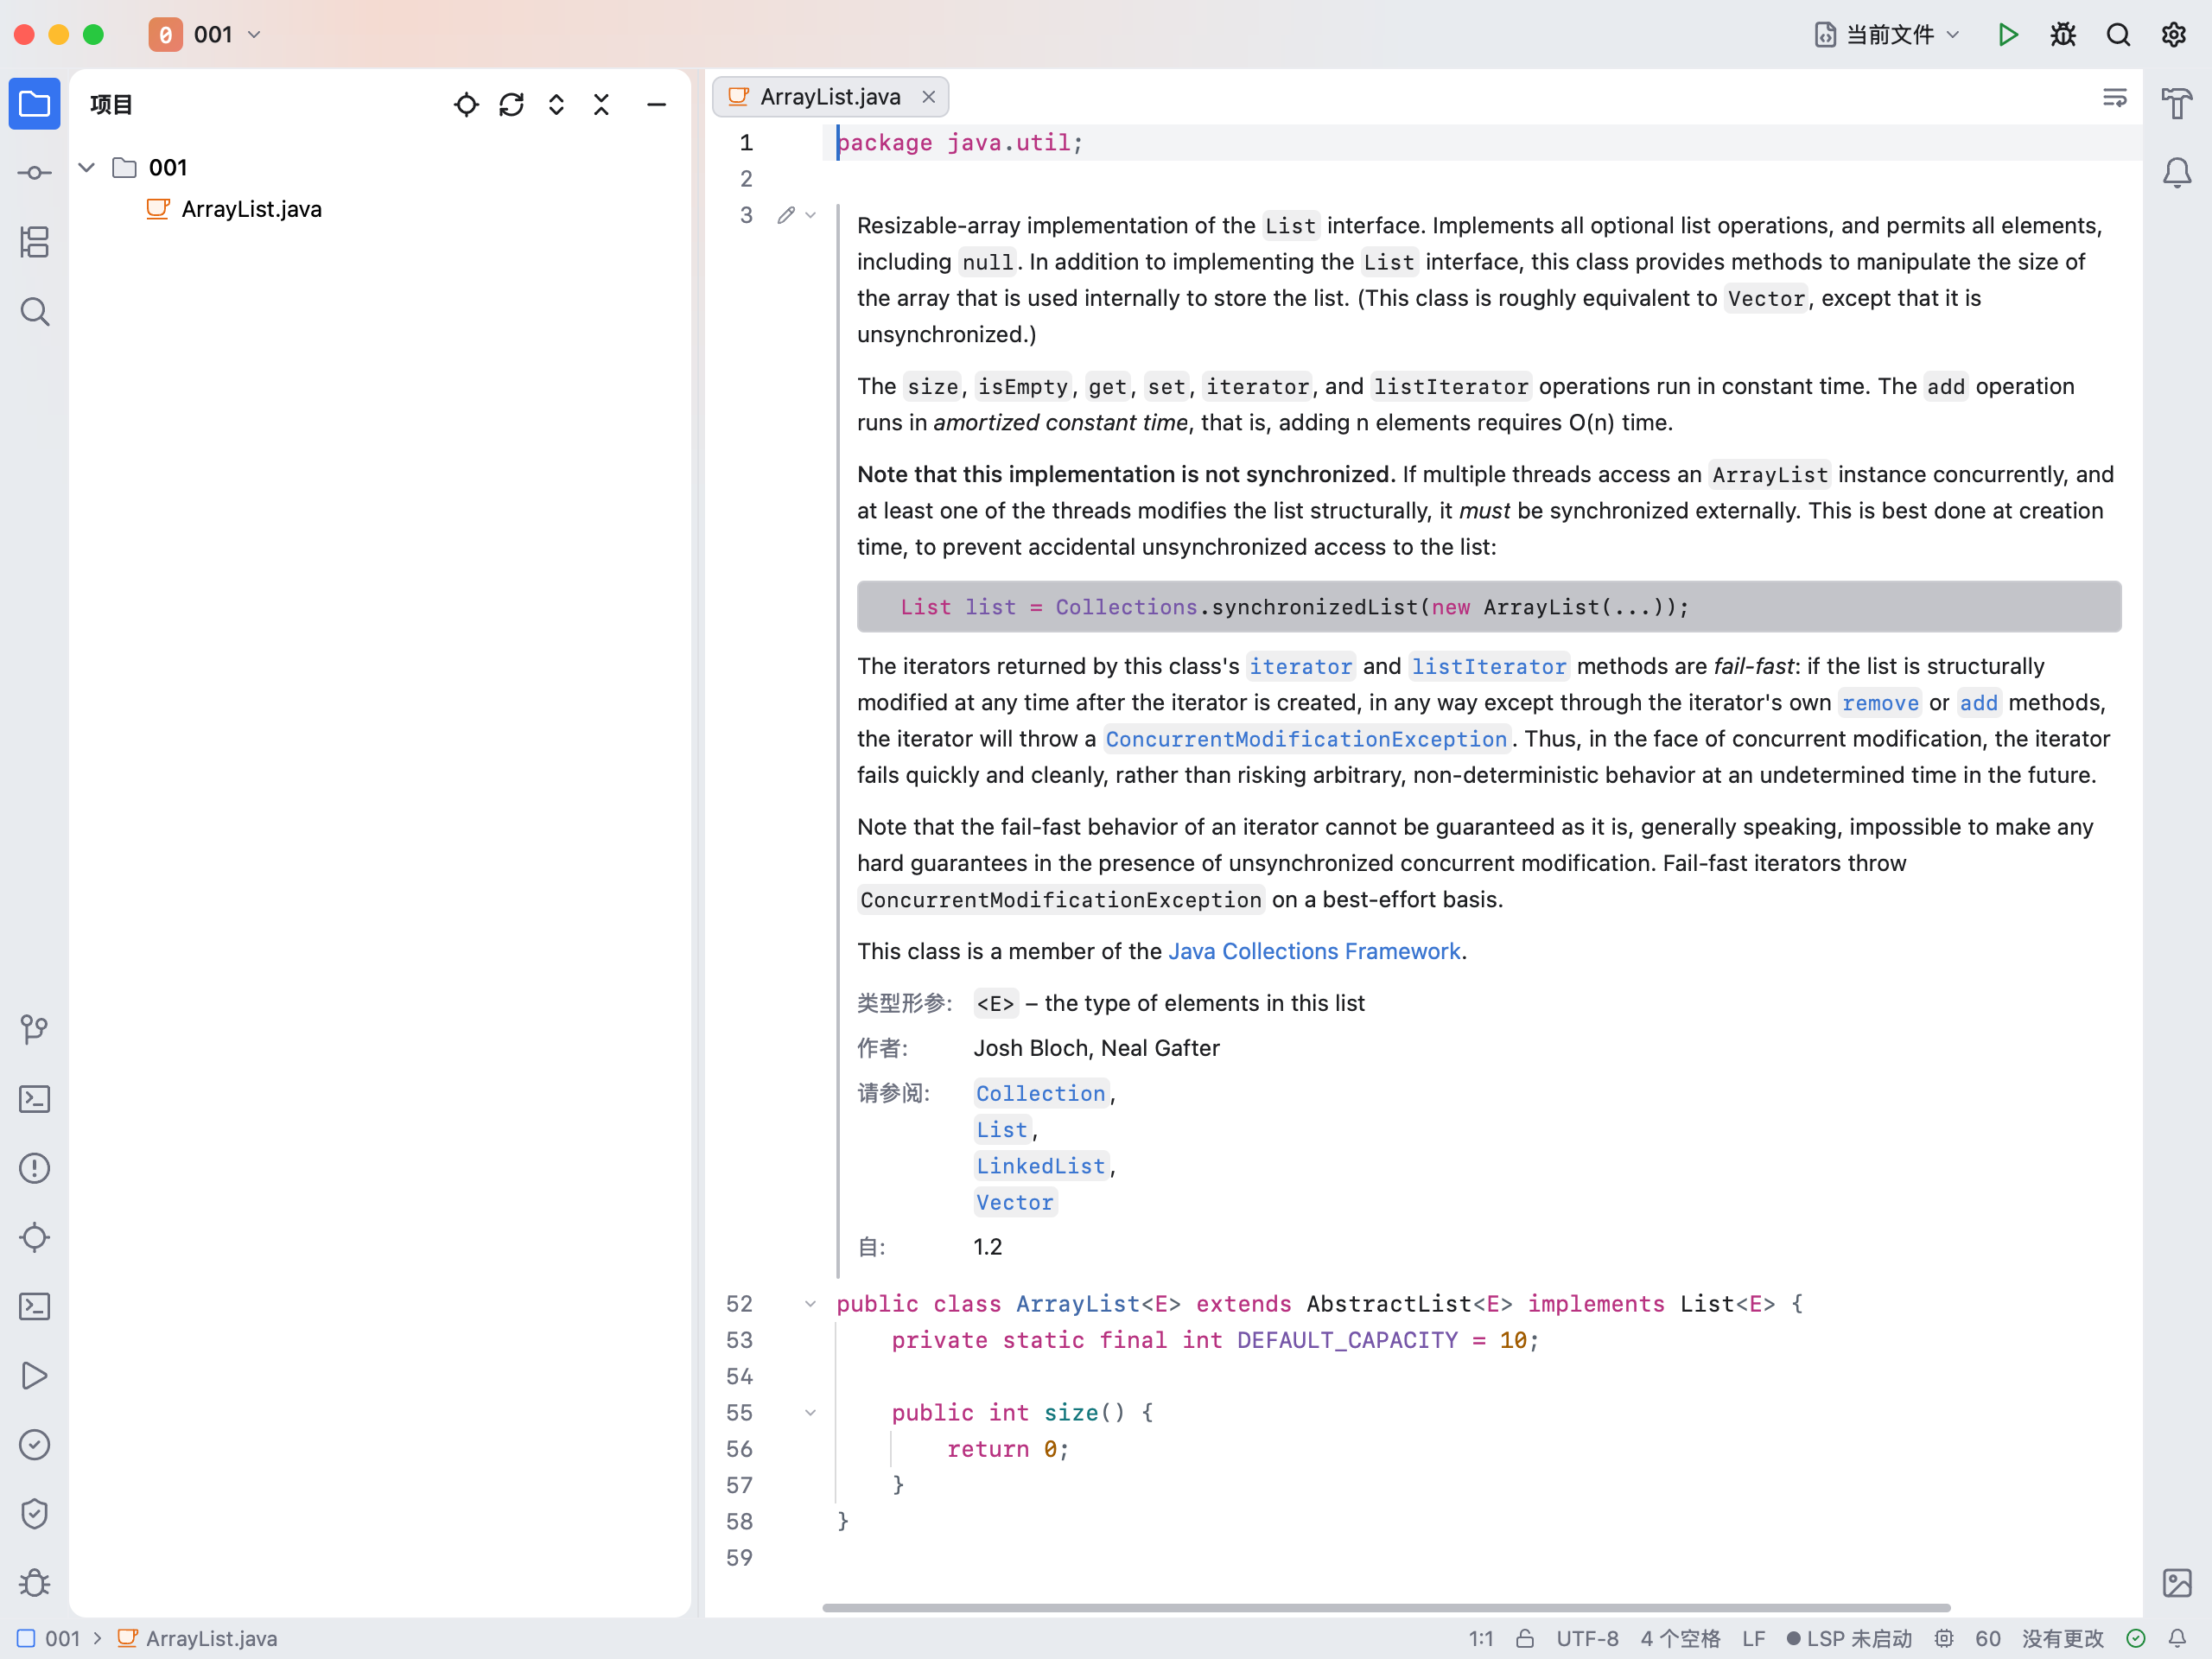 0 001 当前文件
项目
001
ArrayList.java
ArrayList.java
1 package java.util;
2
3
Resizable-array implementation of the List interface. Implements all optional list operations, and permits all elements,
including null. In addition to implementing the List interface, this class provides methods to manipulate the size of
the array that is used internally to store the list. (This class is roughly equivalent to Vector, except that it is
unsynchronized.)
The size, isEmpty, get, set, iterator, and listIterator operations run in constant time. The add operation
runs in amortized constant time, that is, adding n elements requires O(n) time.
Note that this implementation is not synchronized. If multiple threads access an ArrayList instance concurrently, and
at least one of the threads modifies the list structurally, it must be synchronized externally. This is best done at creation
time, to prevent accidental unsynchronized access to the list:
List list = Collections.synchronizedList(new ArrayList(...));
The iterators returned by this class's iterator and listIterator methods are fail-fast: if the list is structurally
modified at any time after the iterator is created, in any way except through the iterator's own remove or add methods,
the iterator will throw a ConcurrentModificationException. Thus, in the face of concurrent modification, the iterator
fails quickly and cleanly, rather than risking arbitrary, non-deterministic behavior at an undetermined time in the future.
Note that the fail-fast behavior of an iterator cannot be guaranteed as it is, generally speaking, impossible to make any
hard guarantees in the presence of unsynchronized concurrent modification. Fail-fast iterators throw
ConcurrentModificationException on a best-effort basis.
This class is a member of the Java Collections Framework.
类型形参: <E> – the type of elements in this list
作者: Josh Bloch, Neal Gafter
请参阅: Collection,
List,
LinkedList,
Vector
自: 1.2
52 public class ArrayList<E> extends AbstractList<E> implements List<E> {
53 private static final int DEFAULT_CAPACITY = 10;
54
55 public int size() {
56 return 0;
57 }
58 }
59
001 ArrayList.java 1:1 UTF-8 4 个空格 LF LSP 未启动 60 没有更改